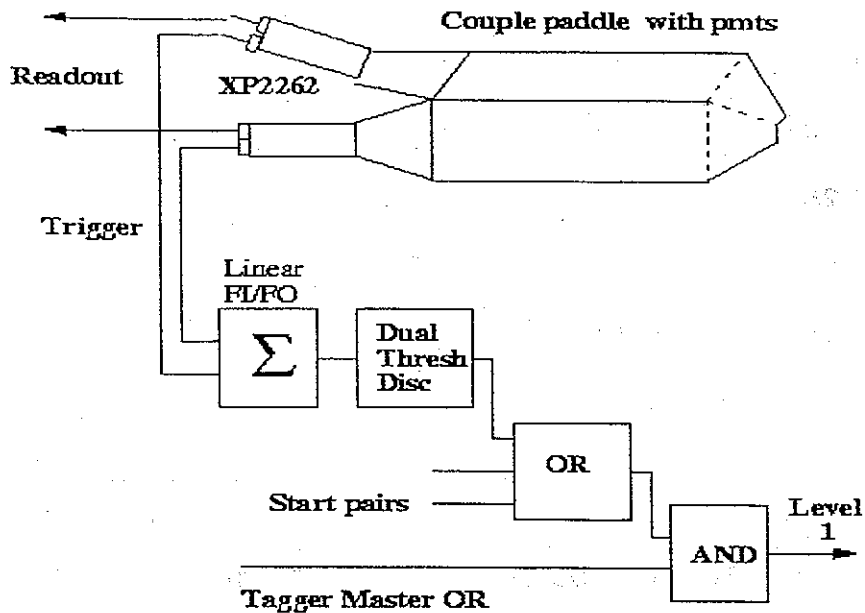 Couple paddle with pmts
Readout
XP2262
Trigger
Linear
FI/FO
Σ
Dual
Thresh
Disc
OR
Start pairs
Level
1
AND
Tagger Master OR